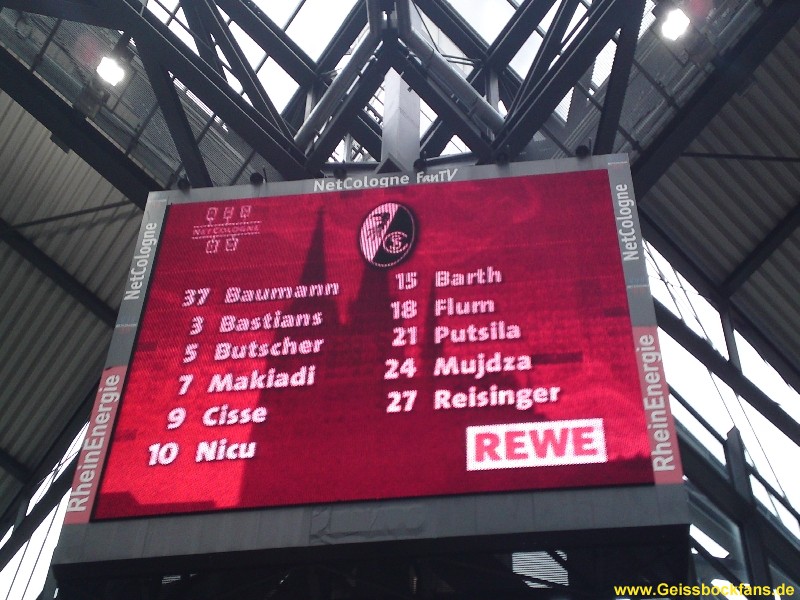 NetCologne fanTV
NetCologne
NetCologne
NETCOLOGNE
37 Baumann
3 Bastians
5 Butscher
7 Makiadi
9 Cisse
10 Nicu
15 Barth
18 Flum
21 Putsila
24 Mujdza
27 Reisinger
REWE
RheinEnergie
RheinEnergie
www.Geissbockfans.de